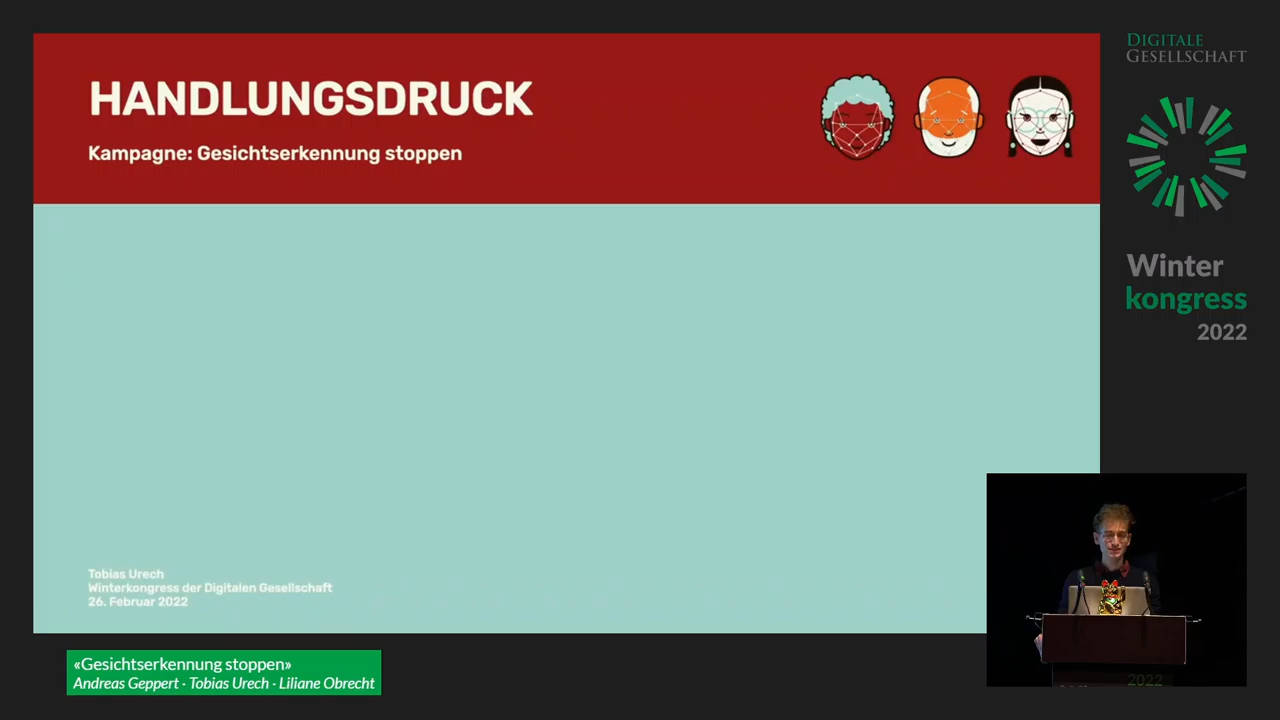 HANDLUNGSDRUCK
Kampagne: Gesichtserkennung stoppen
DIGITALE
GESELLSCHAFT
Winter
kongress
2022
Tobias Urech
Winterkongress der Digitalen Gesellschaft
26. Februar 2022
«Gesichtserkennung stoppen»
Andreas Geppert · Tobias Urech · Liliane Obrecht
2022